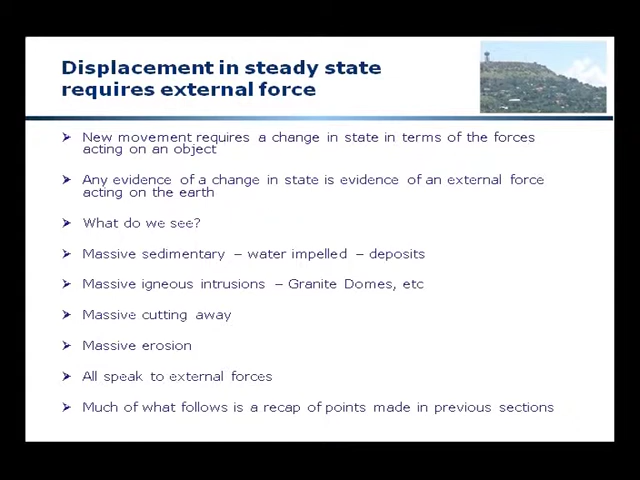 Displacement in steady state
requires external force
➢ New movement requires a change in state in terms of the forces
acting on an object
➢ Any evidence of a change in state is evidence of an external force
acting on the earth
➢ What do we see?
➢ Massive sedimentary – water impelled – deposits
➢ Massive igneous intrusions – Granite Domes, etc
➢ Massive cutting away
➢ Massive erosion
➢ All speak to external forces
➢ Much of what follows is a recap of points made in previous sections